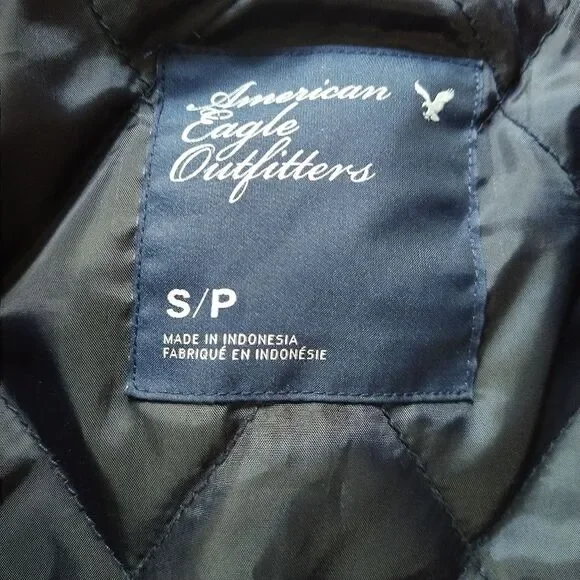 American
Eagle
Outfitters
S/P
MADE IN INDONESIA
FABRIQUÉ EN INDONÉSIE